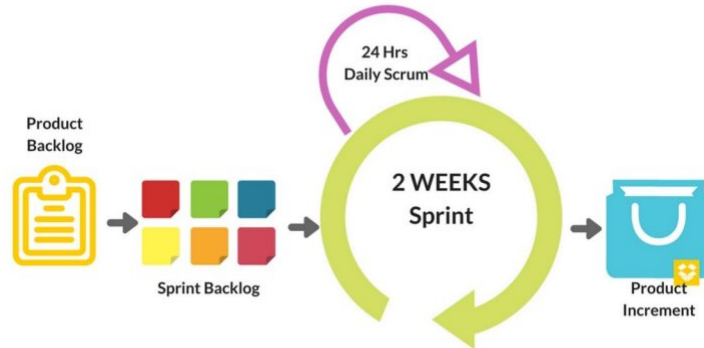 24 Hrs
Daily Scrum
Product
Backlog
2 WEEKS
Sprint
Sprint Backlog
Product
Increment